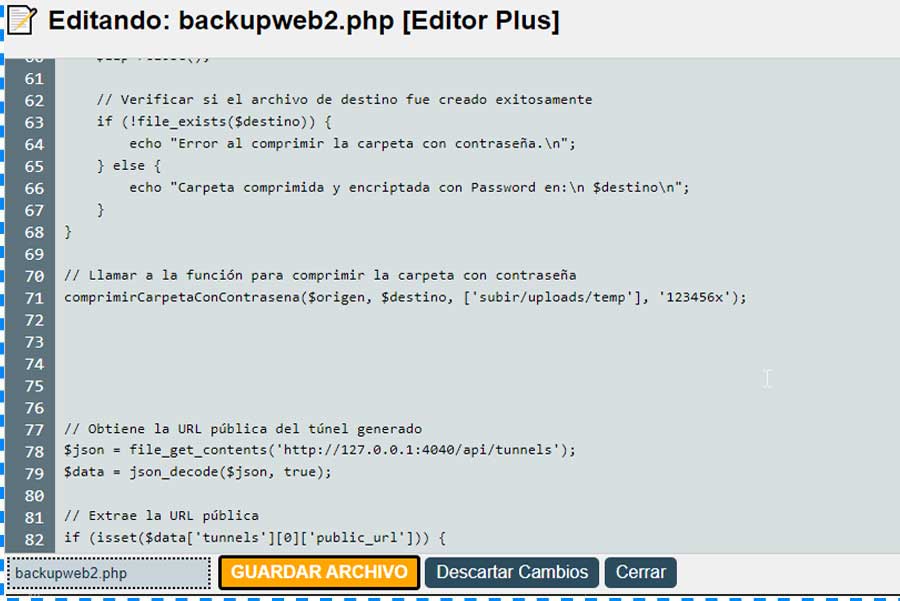 Editando: backupweb2.php [Editor Plus]
61
62 // Verificar si el archivo de destino fue creado exitosamente
63 if (!file_exists($destino)) {
64 echo "Error al comprimir la carpeta con contraseña.\n";
65 } else {
66 echo "Carpeta comprimida y encriptada con Password en:\n $destino\n";
67 }
68 }
69
70 // Llamar a la función para comprimir la carpeta con contraseña
71 comprimirCarpetaConContrasena($origen, $destino, ['subir/uploads/temp'], '123456x');
72
73
74
75
76
77 // Obtiene la URL pública del túnel generado
78 $json = file_get_contents('http://127.0.0.1:4040/api/tunnels');
79 $data = json_decode($json, true);
80
81 // Extrae la URL pública
82 if (isset($data['tunnels'][0]['public_url'])) {
backupweb2.php GUARDAR ARCHIVO Descartar Cambios Cerrar